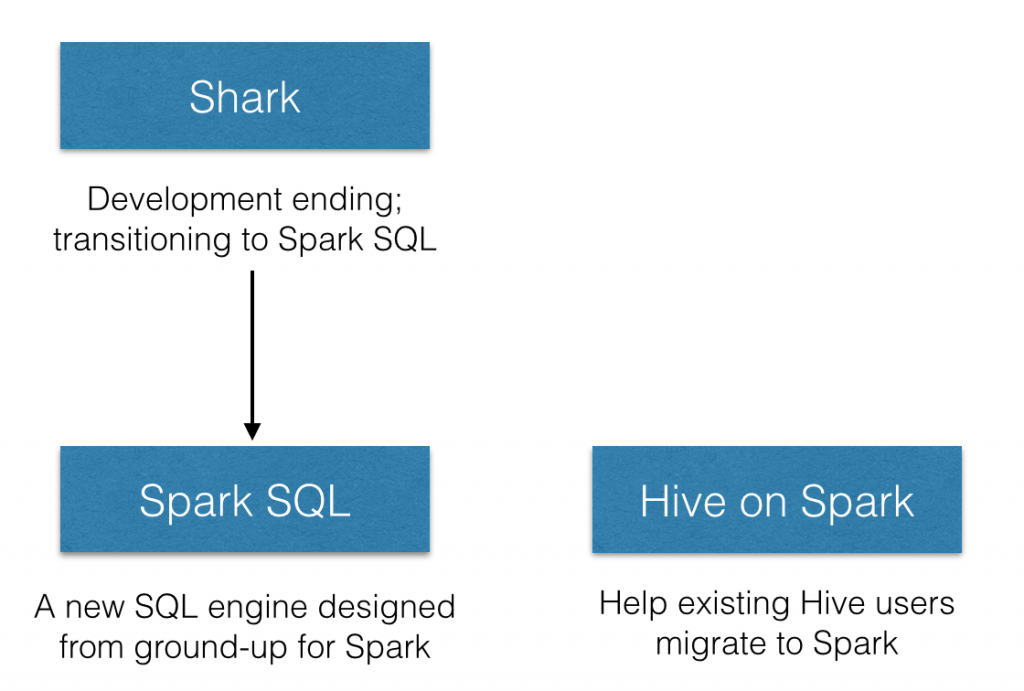 Shark
Development ending;
transitioning to Spark SQL
Spark SQL
A new SQL engine designed
from ground-up for Spark
Hive on Spark
Help existing Hive users
migrate to Spark